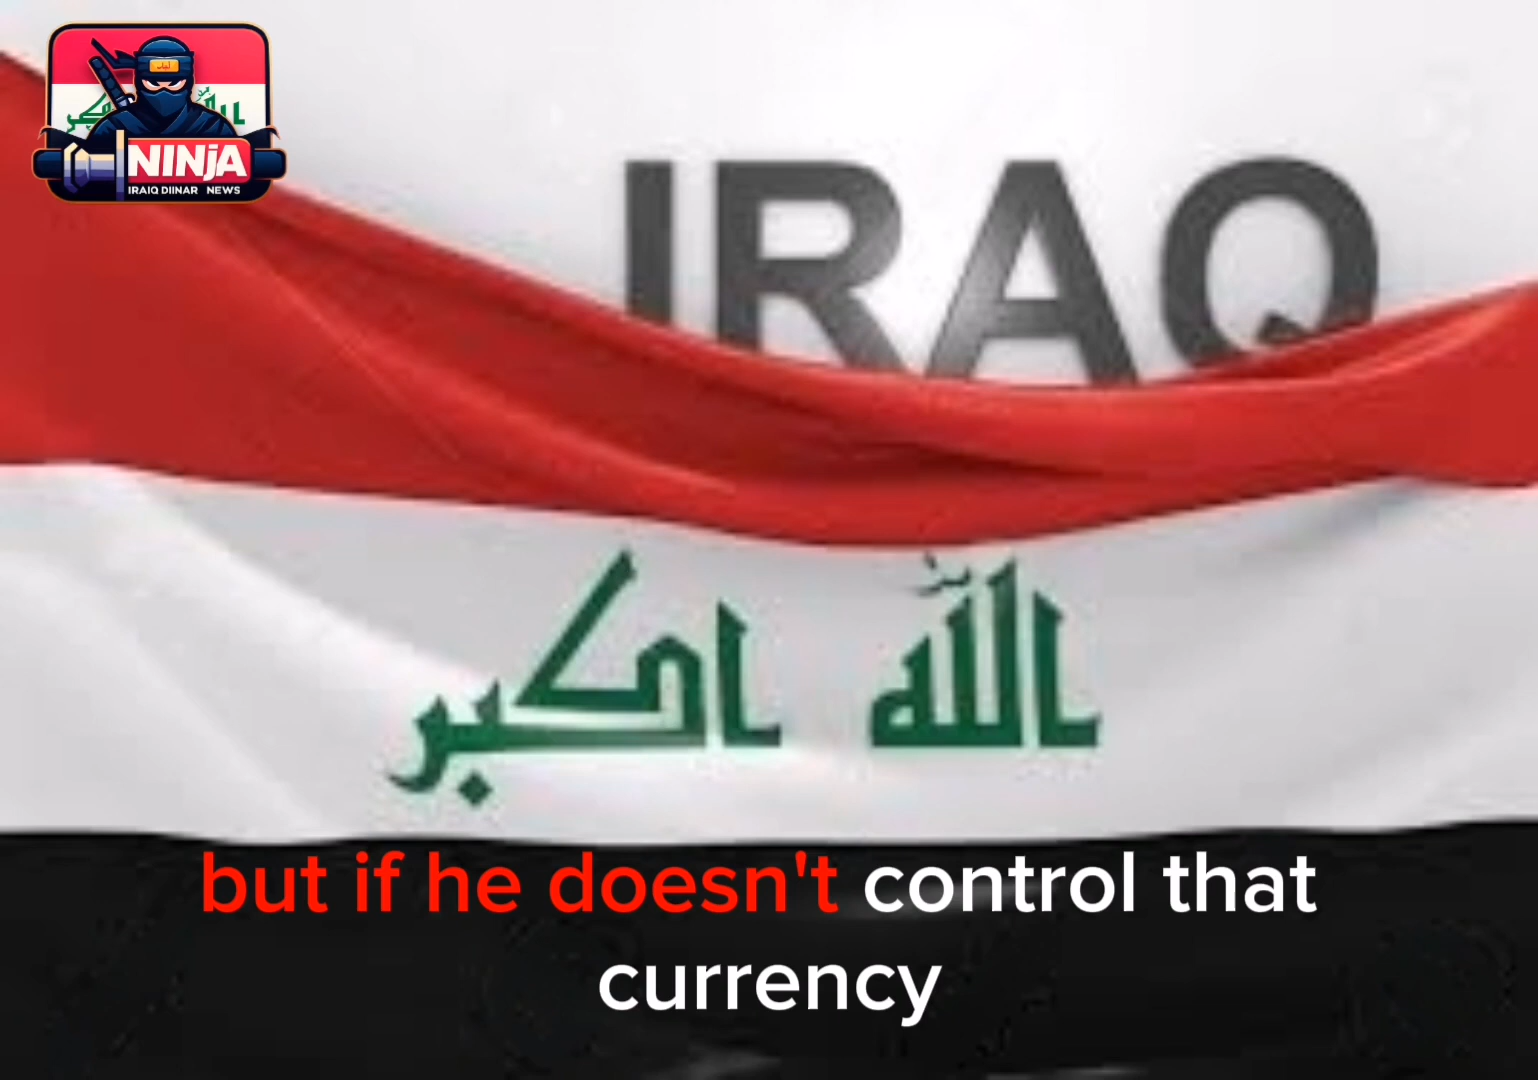 NINjA
IRAIQ DIINAR NEWS
IRAQ
الله اكبر
but if he doesn't control that
currency